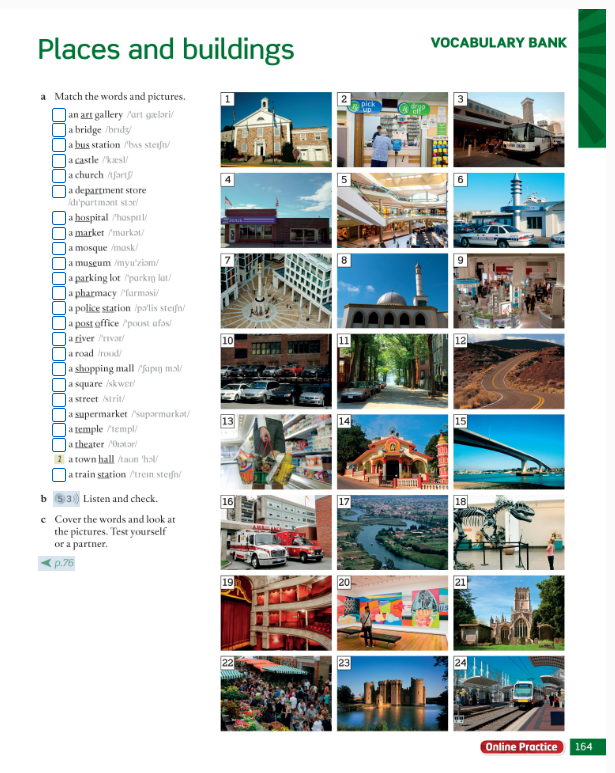 Places and buildings
VOCABULARY BANK
a Match the words and pictures.
an art gallery /ˈɑrt ɡæləri/
a bridge /brɪdʒ/
a bus station /ˈbʌs steɪʃn/
a castle /ˈkæsl/
a church /tʃərtʃ/
a department store
/dɪˈpɑrtmənt stɔr/
a hospital /ˈhɑspɪtl/
a market /ˈmɑrkət/
a mosque /mɑsk/
a museum /myuˈziəm/
a parking lot /ˈpɑrkɪŋ lɑt/
a pharmacy /ˈfɑrməsi/
a police station /pəˈlis steɪʃn/
a post office /ˈpoʊst ɑfəs/
a river /ˈrɪvər/
a road /roʊd/
a shopping mall /ˈʃɑpɪŋ mɔl/
a square /skwɛr/
a street /strit/
a supermarket /ˈsupərmɑrkət/
a temple /ˈtɛmpl/
a theater /ˈθiətər/
1 a town hall /taʊn ˈhɔl/
a train station /ˈtreɪn steɪʃn/
b 5 3)) Listen and check.
c Cover the words and look at
the pictures. Test yourself
or a partner.
p.76
1
2
pick up
drop off
3
4
5
6
7
8
9
10
11
12
13
14
15
16
17
18
19
20
21
22
23
24
Online Practice
164